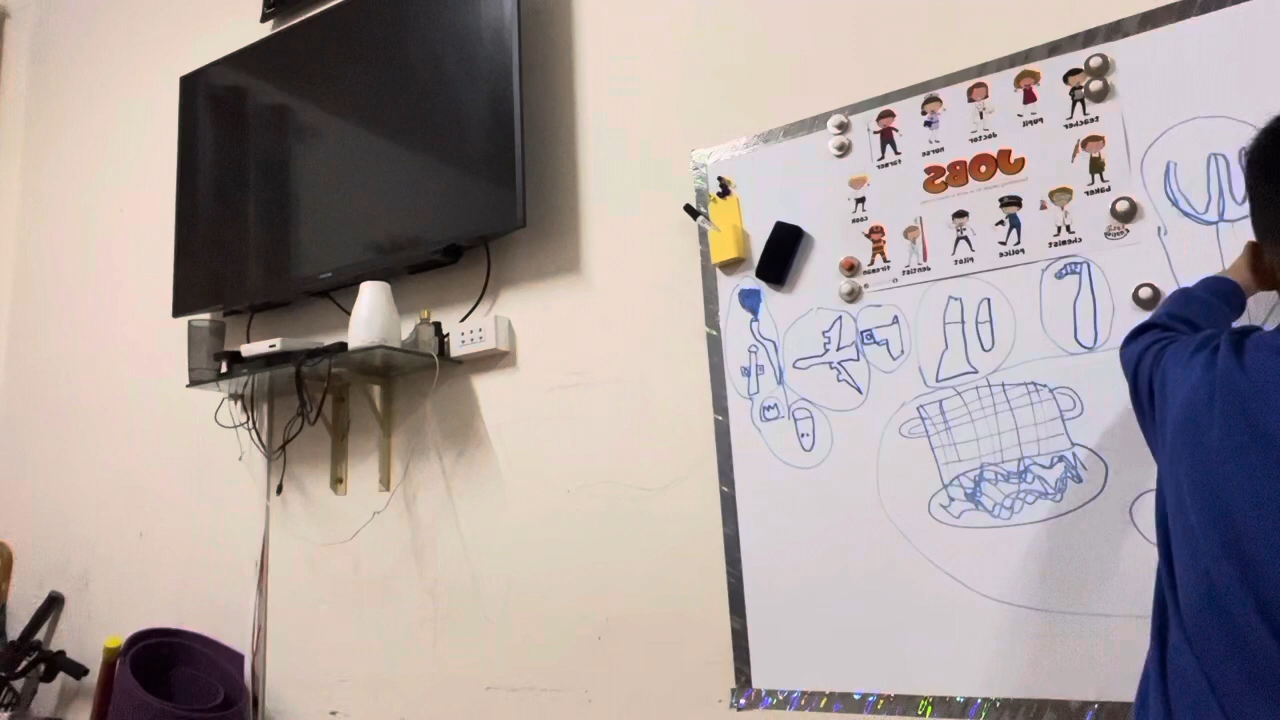 teacher pupil doctor nurse farmer
JOBS
baker
cook
chemist police pilot dentist fireman